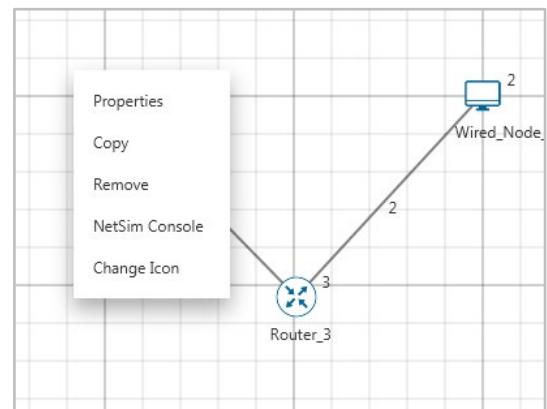 Properties
Copy
Remove
NetSim Console
Change Icon
2
Wired_Node_
2
3
Router_3